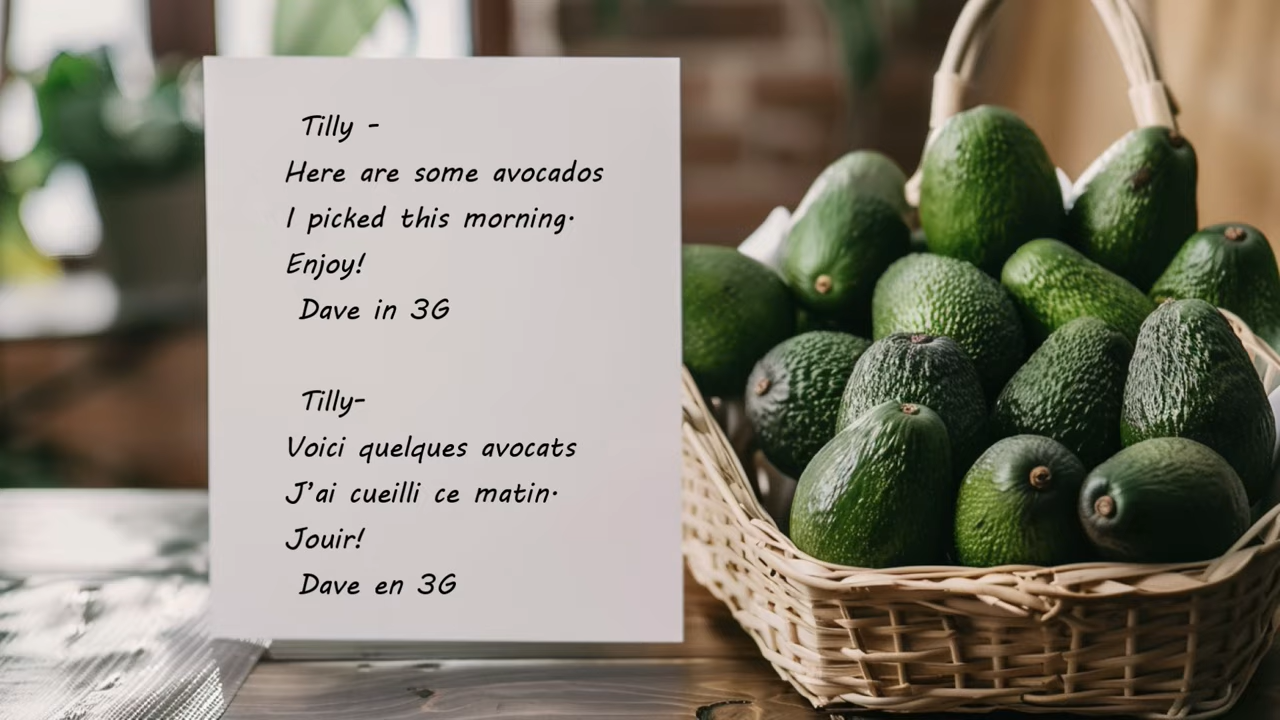 Tilly -
Here are some avocados
I picked this morning.
Enjoy!
Dave in 3G
Tilly-
Voici quelques avocats
J'ai cueilli ce matin.
Jouir!
Dave en 3G